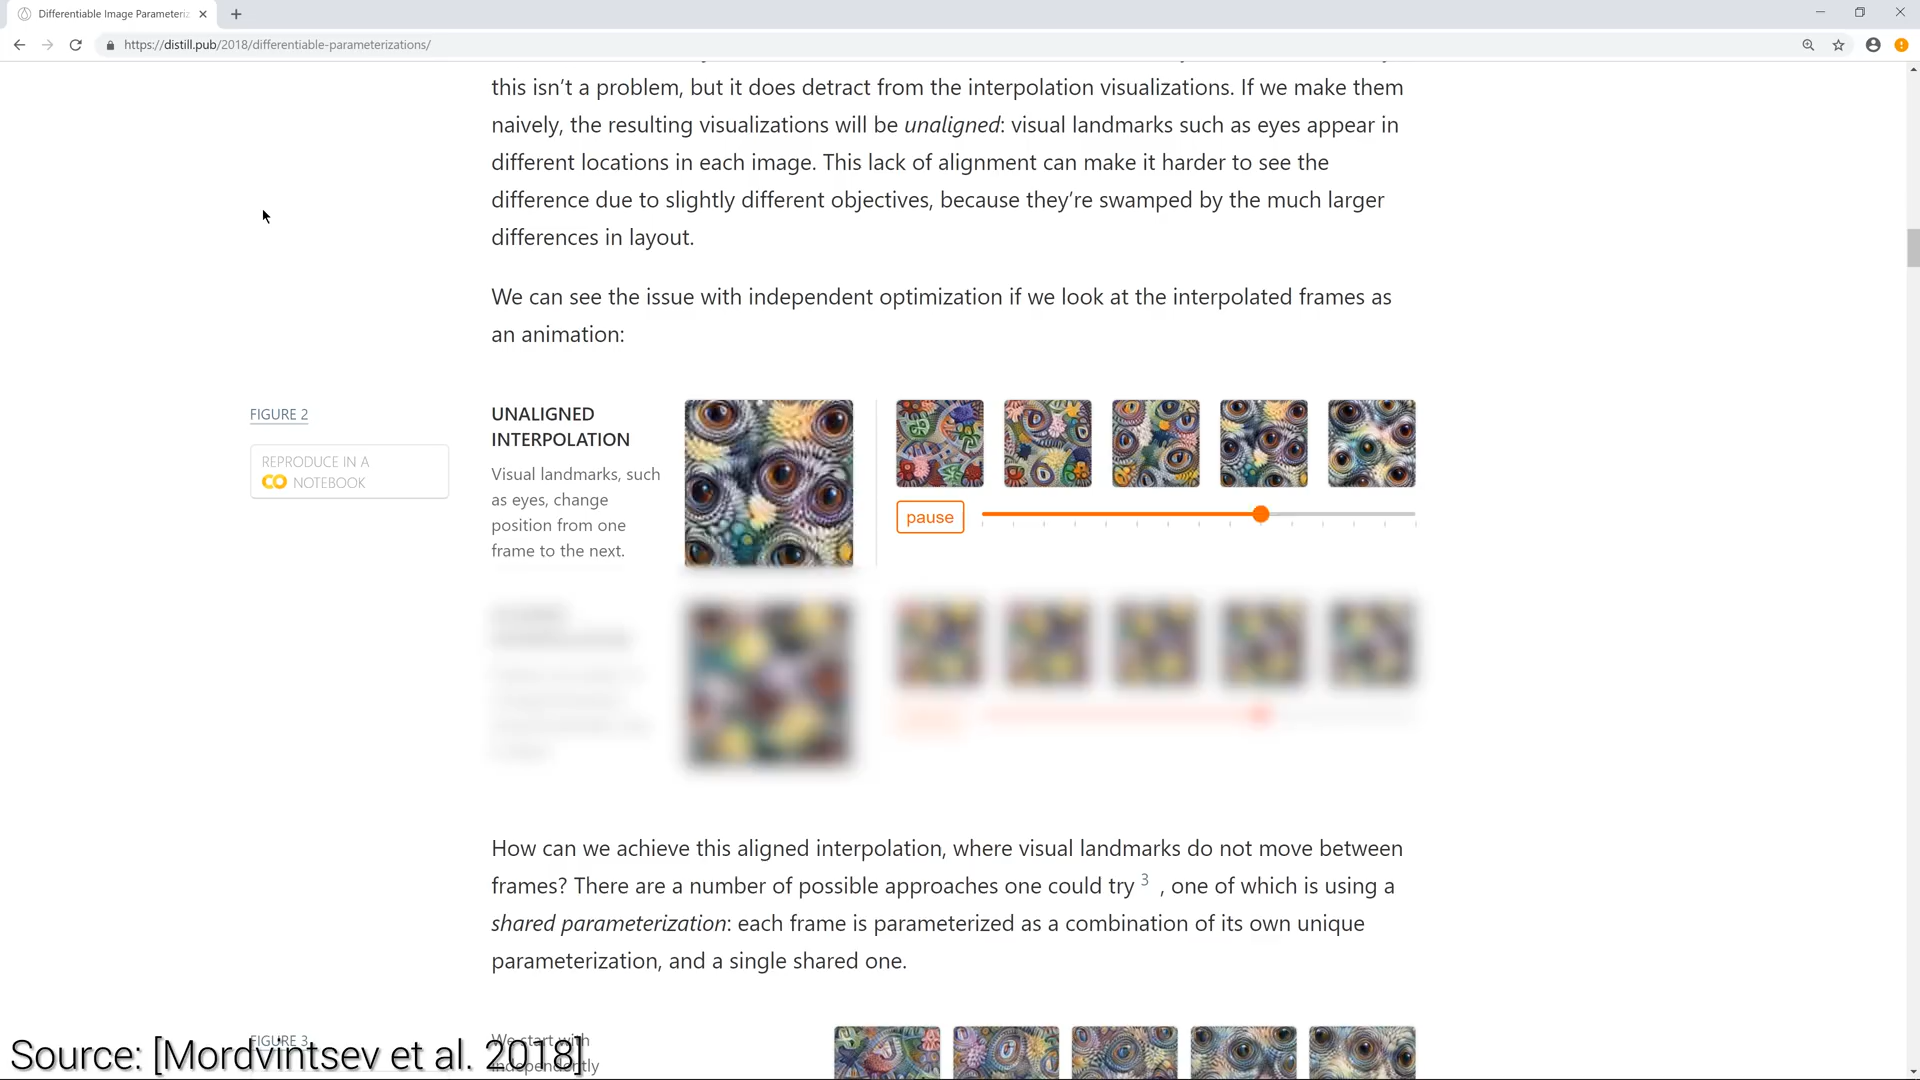 Differentiable Image Parameteriz
https://distill.pub/2018/differentiable-parameterizations/
this isn’t a problem, but it does detract from the interpolation visualizations. If we make them
naively, the resulting visualizations will be unaligned: visual landmarks such as eyes appear in
different locations in each image. This lack of alignment can make it harder to see the
difference due to slightly different objectives, because they’re swamped by the much larger
differences in layout.
We can see the issue with independent optimization if we look at the interpolated frames as
an animation:
FIGURE 2
REPRODUCE IN A
CO NOTEBOOK
UNALIGNED
INTERPOLATION
Visual landmarks, such
as eyes, change
position from one
frame to the next.
pause
How can we achieve this aligned interpolation, where visual landmarks do not move between
frames? There are a number of possible approaches one could try 3 , one of which is using a
shared parameterization: each frame is parameterized as a combination of its own unique
parameterization, and a single shared one.
FIGURE 3
We start with
independently
Source: [Mordvintsev et al. 2018]